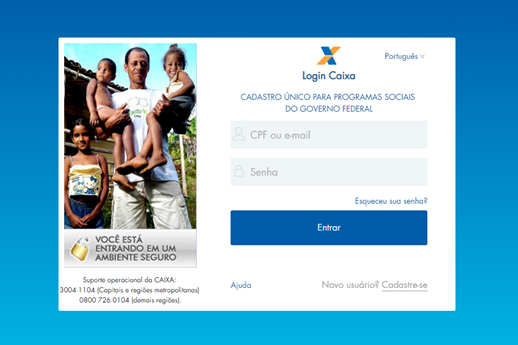 Português
Login Caixa
CADASTRO ÚNICO PARA PROGRAMAS SOCIAIS
DO GOVERNO FEDERAL
CPF ou e-mail
Senha
Esqueceu sua senha?
Entrar
Ajuda
Novo usuário? Cadastre-se
VOCÊ ESTÁ
ENTRANDO EM UM
AMBIENTE SEGURO
Suporte operacional da CAIXA:
3004 1104 (Capitais e regiões metropolitanas)
0800 726 0104 (demais regiões).